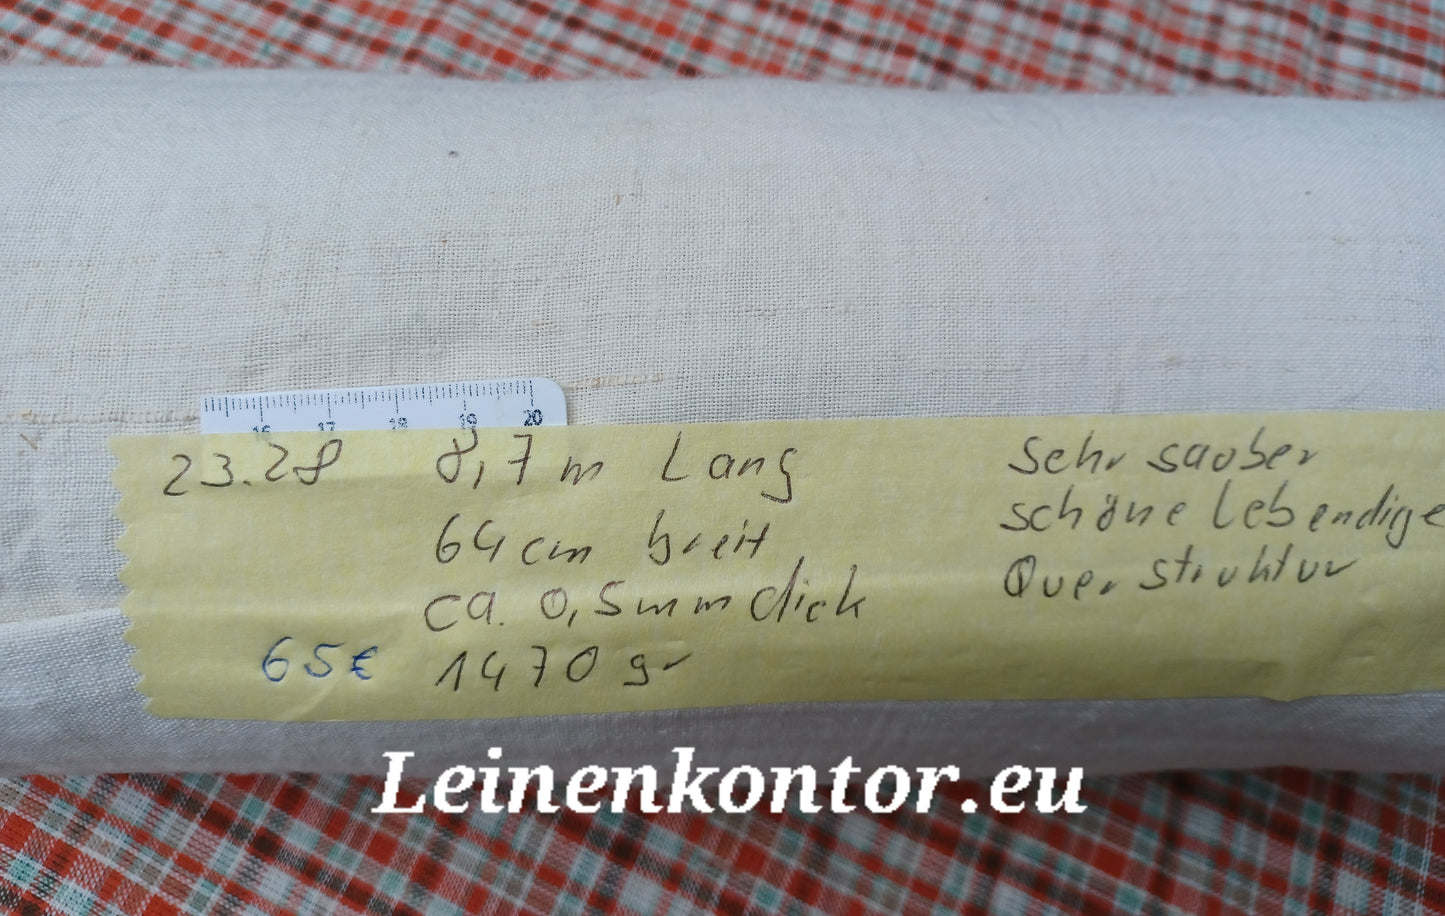 16 17 18 19 20
23.28 8,7 m Lang
64 cm breit
ca. 0,5 mm dick
65€ 1470 gr
Sehr sauber
schöne lebendige
Querstruktur
Leinenkontor.eu